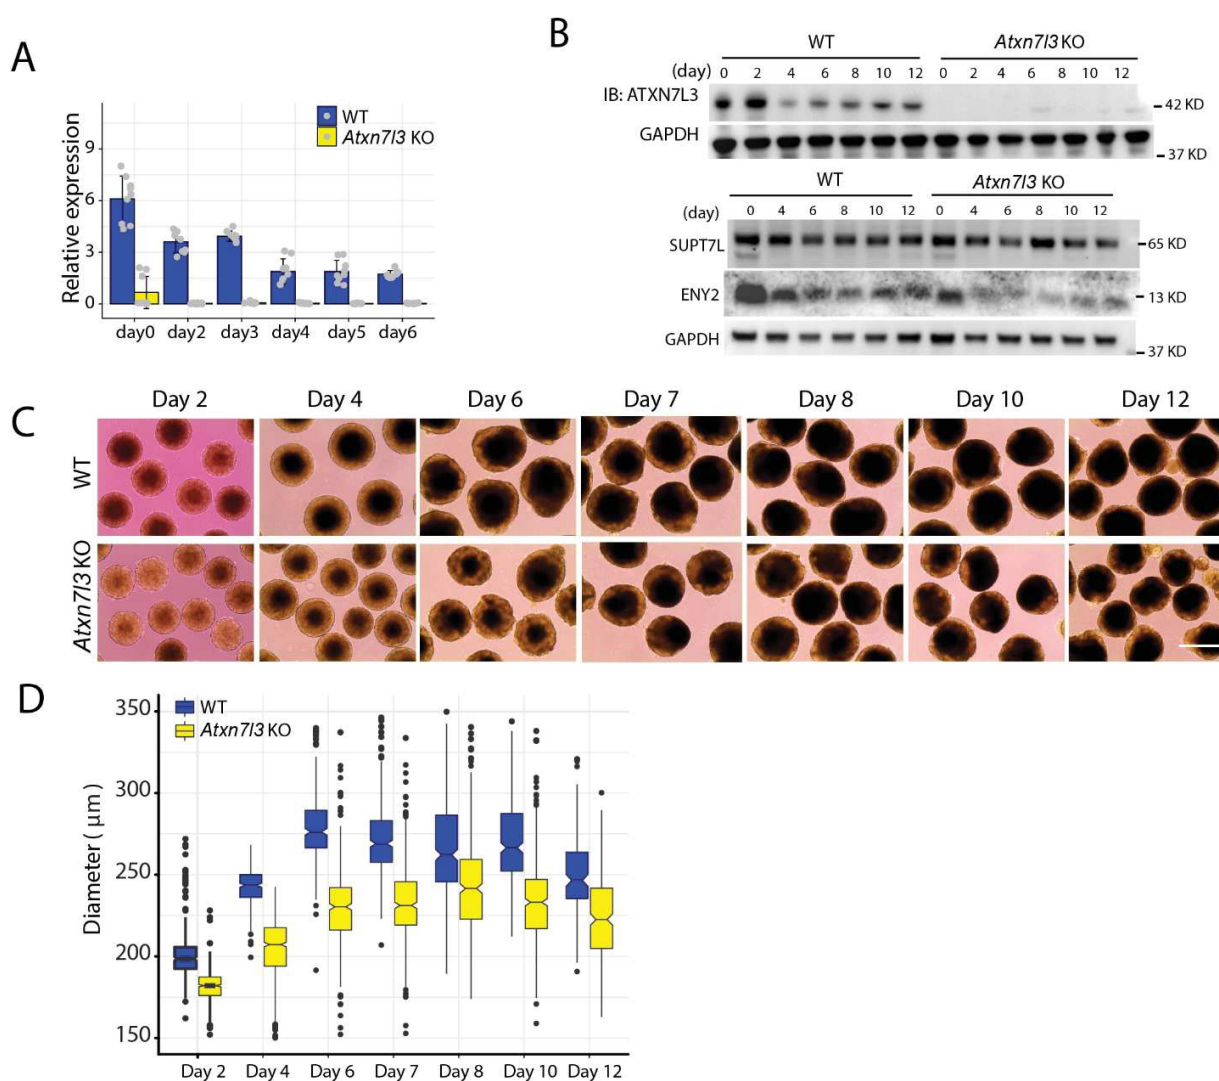 A
WT
Atxn7l3 KO
Relative expression
9
6
3
0
day0 day2 day3 day4 day5 day6
B
WT Atxn7l3 KO
(day) 0 2 4 6 8 10 12 0 2 4 6 8 10 12
IB: ATXN7L3
42 KD
GAPDH
37 KD
WT Atxn7l3 KO
(day) 0 4 6 8 10 12 0 4 6 8 10 12
SUPT7L
65 KD
ENY2
13 KD
GAPDH
37 KD
C
Day 2 Day 4 Day 6 Day 7 Day 8 Day 10 Day 12
WT
Atxn7l3 KO
D
WT
Atxn7l3 KO
Diameter ( μm )
350
300
250
200
150
Day 2 Day 4 Day 6 Day 7 Day 8 Day 10 Day 12